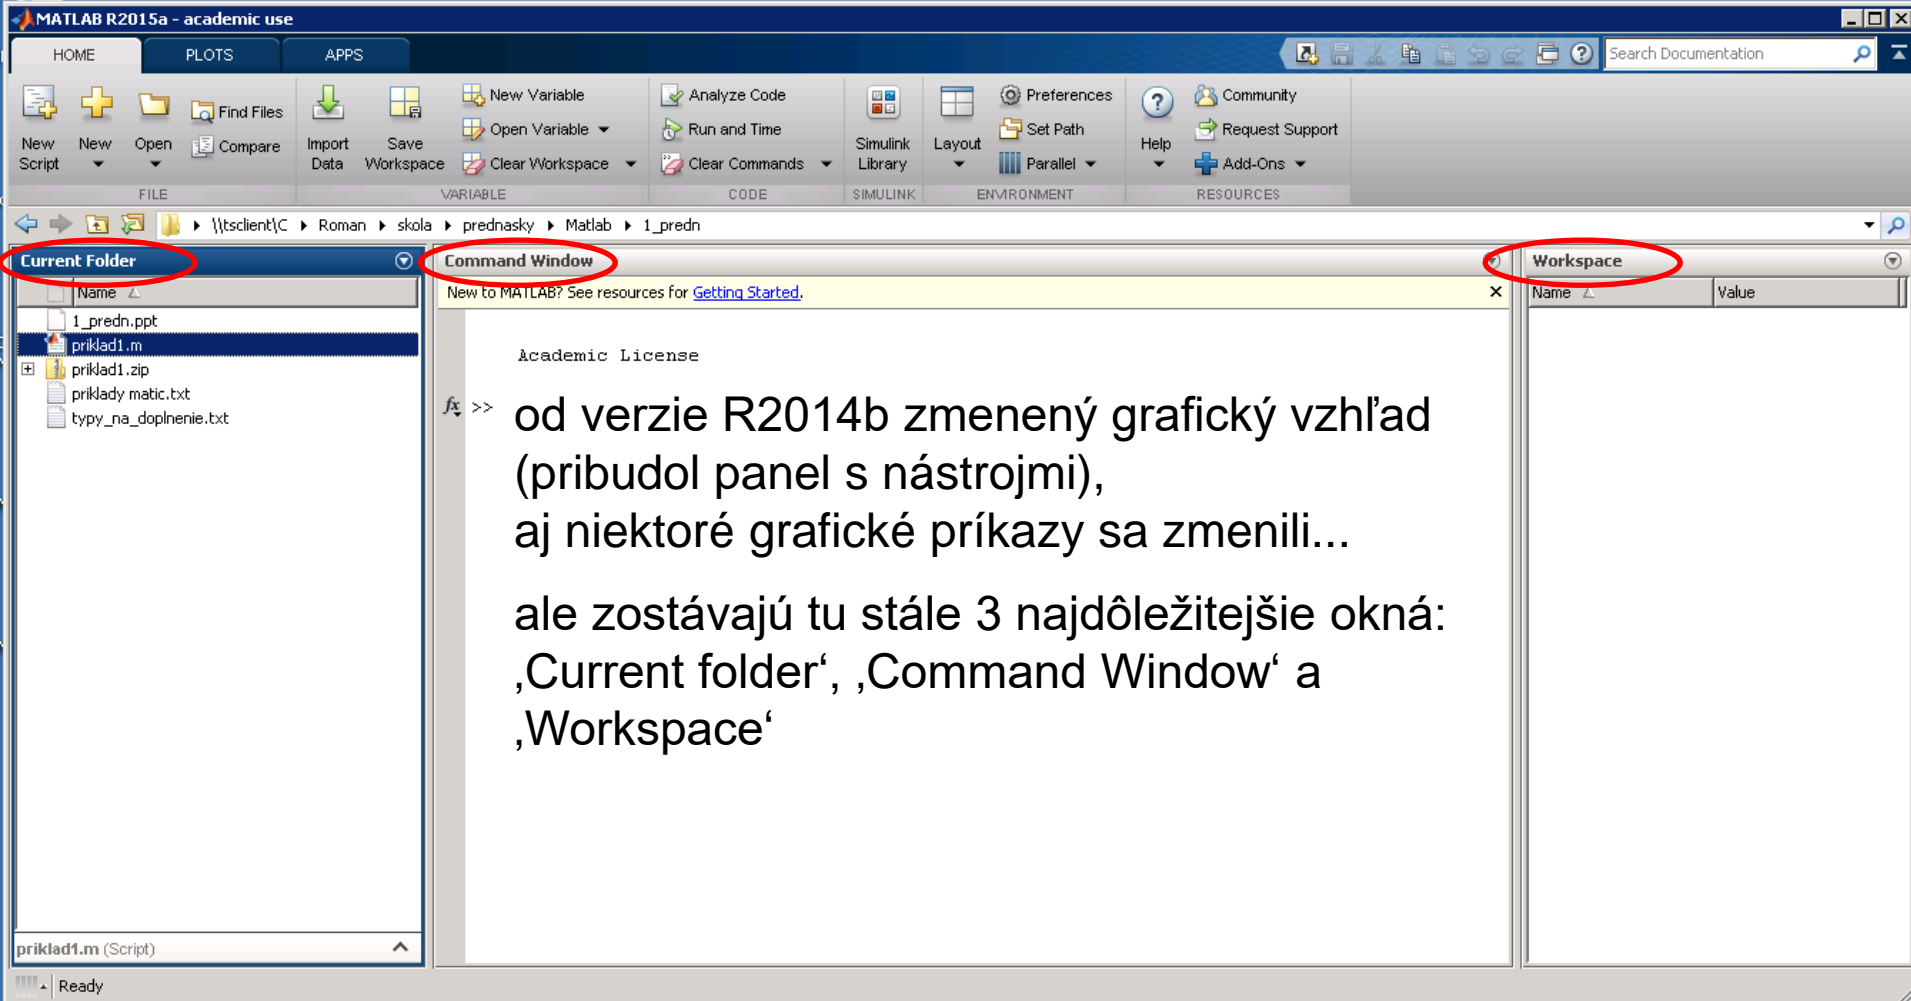 MATLAB R2015a - academic use
HOME PLOTS APPS
Search Documentation
New Script
New
Open
Find Files
Compare
Import Data
Save Workspace
New Variable
Open Variable
Clear Workspace
Analyze Code
Run and Time
Clear Commands
Simulink Library
Layout
Preferences
Set Path
Parallel
Help
Community
Request Support
Add-Ons
FILE VARIABLE CODE SIMULINK ENVIRONMENT RESOURCES
\\tsclient\C Roman skola prednasky Matlab 1_predn
Current Folder
Name
1_predn.ppt
priklad1.m
priklad1.zip
priklady matic.txt
typy_na_doplnenie.txt
priklad1.m (Script)
Command Window
New to MATLAB? See resources for Getting Started.
Academic License
fx >>
od verzie R2014b zmenený grafický vzhľad
(pribudol panel s nástrojmi),
aj niektoré grafické príkazy sa zmenili...
ale zostávajú tu stále 3 najdôležitejšie okná:
‚Current folder‘, ‚Command Window‘ a
‚Workspace‘
Workspace
Name Value
Ready